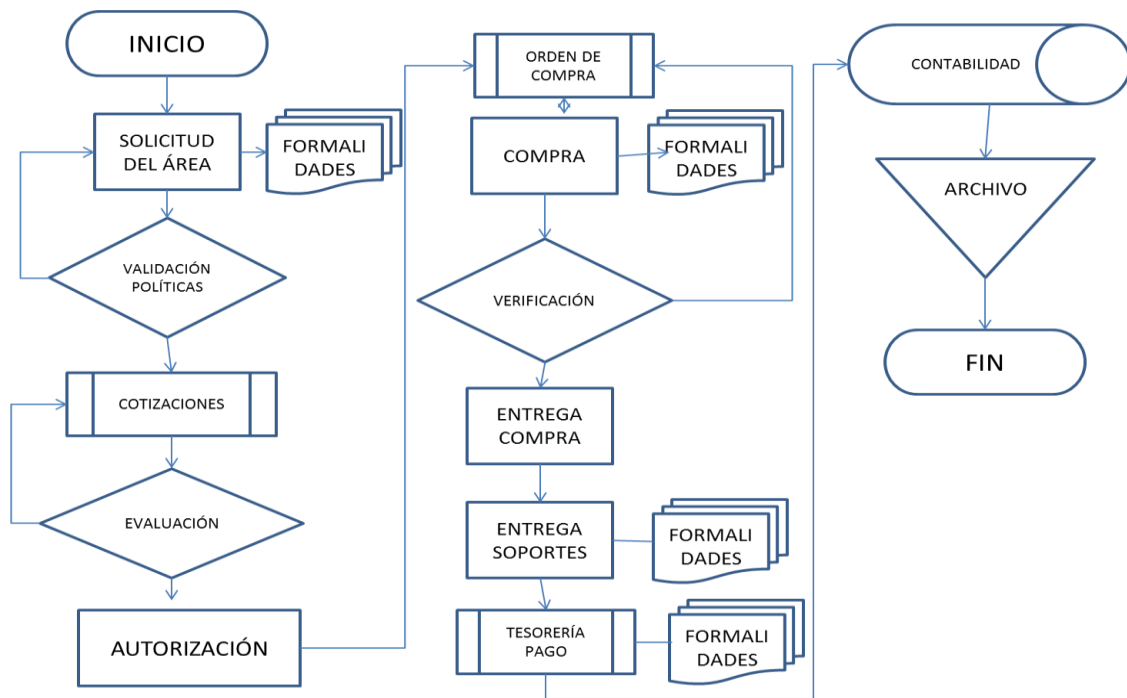 INICIO
SOLICITUD
DEL ÁREA
FORMALI
DADES
VALIDACIÓN
POLÍTICAS
COTIZACIONES
EVALUACIÓN
AUTORIZACIÓN
ORDEN DE
COMPRA
COMPRA
FORMALI
DADES
VERIFICACIÓN
ENTREGA
COMPRA
ENTREGA
SOPORTES
FORMALI
DADES
TESORERÍA
PAGO
FORMALI
DADES
CONTABILIDAD
ARCHIVO
FIN